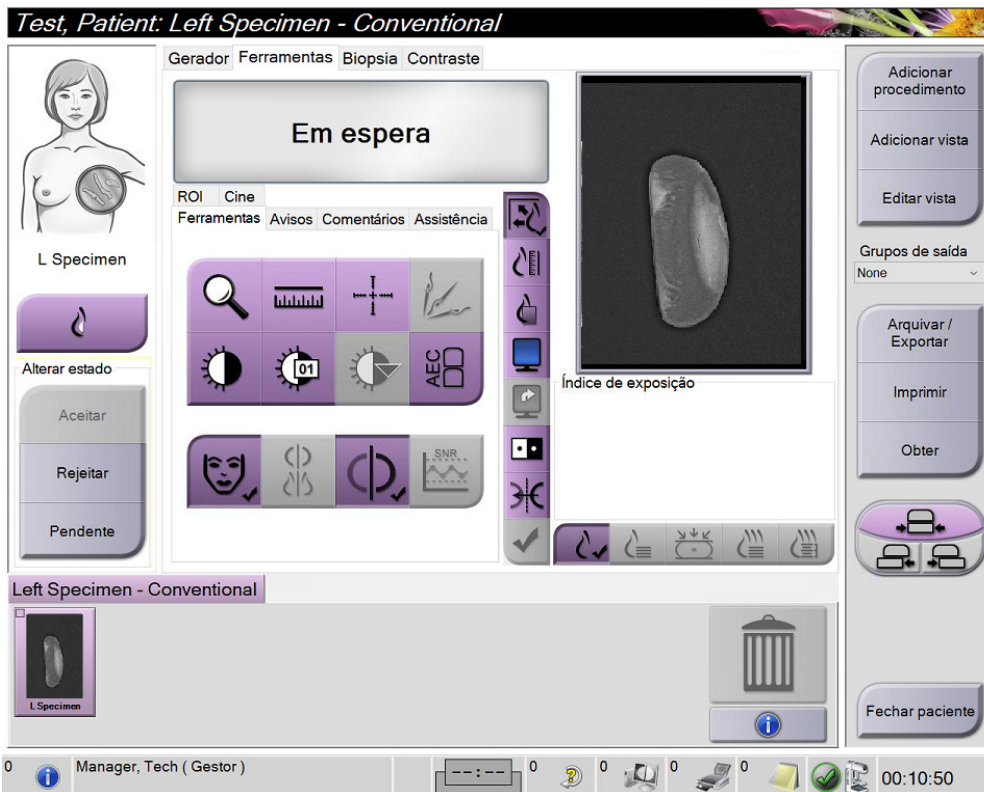 Test, Patient: Left Specimen - Conventional
Gerador Ferramentas Biopsia Contraste
Em espera
ROI Cine
Ferramentas Avisos Comentários Assistência
01
AEC
SNR
L Specimen
Alterar estado
Aceitar
Rejeitar
Pendente
Índice de exposição
Adicionar
procedimento
Adicionar vista
Editar vista
Grupos de saída
None
Arquivar /
Exportar
Imprimir
Obter
Fechar paciente
Left Specimen - Conventional
L Specimen
0
Manager, Tech ( Gestor )
--:--
0
0
0
0
00:10:50